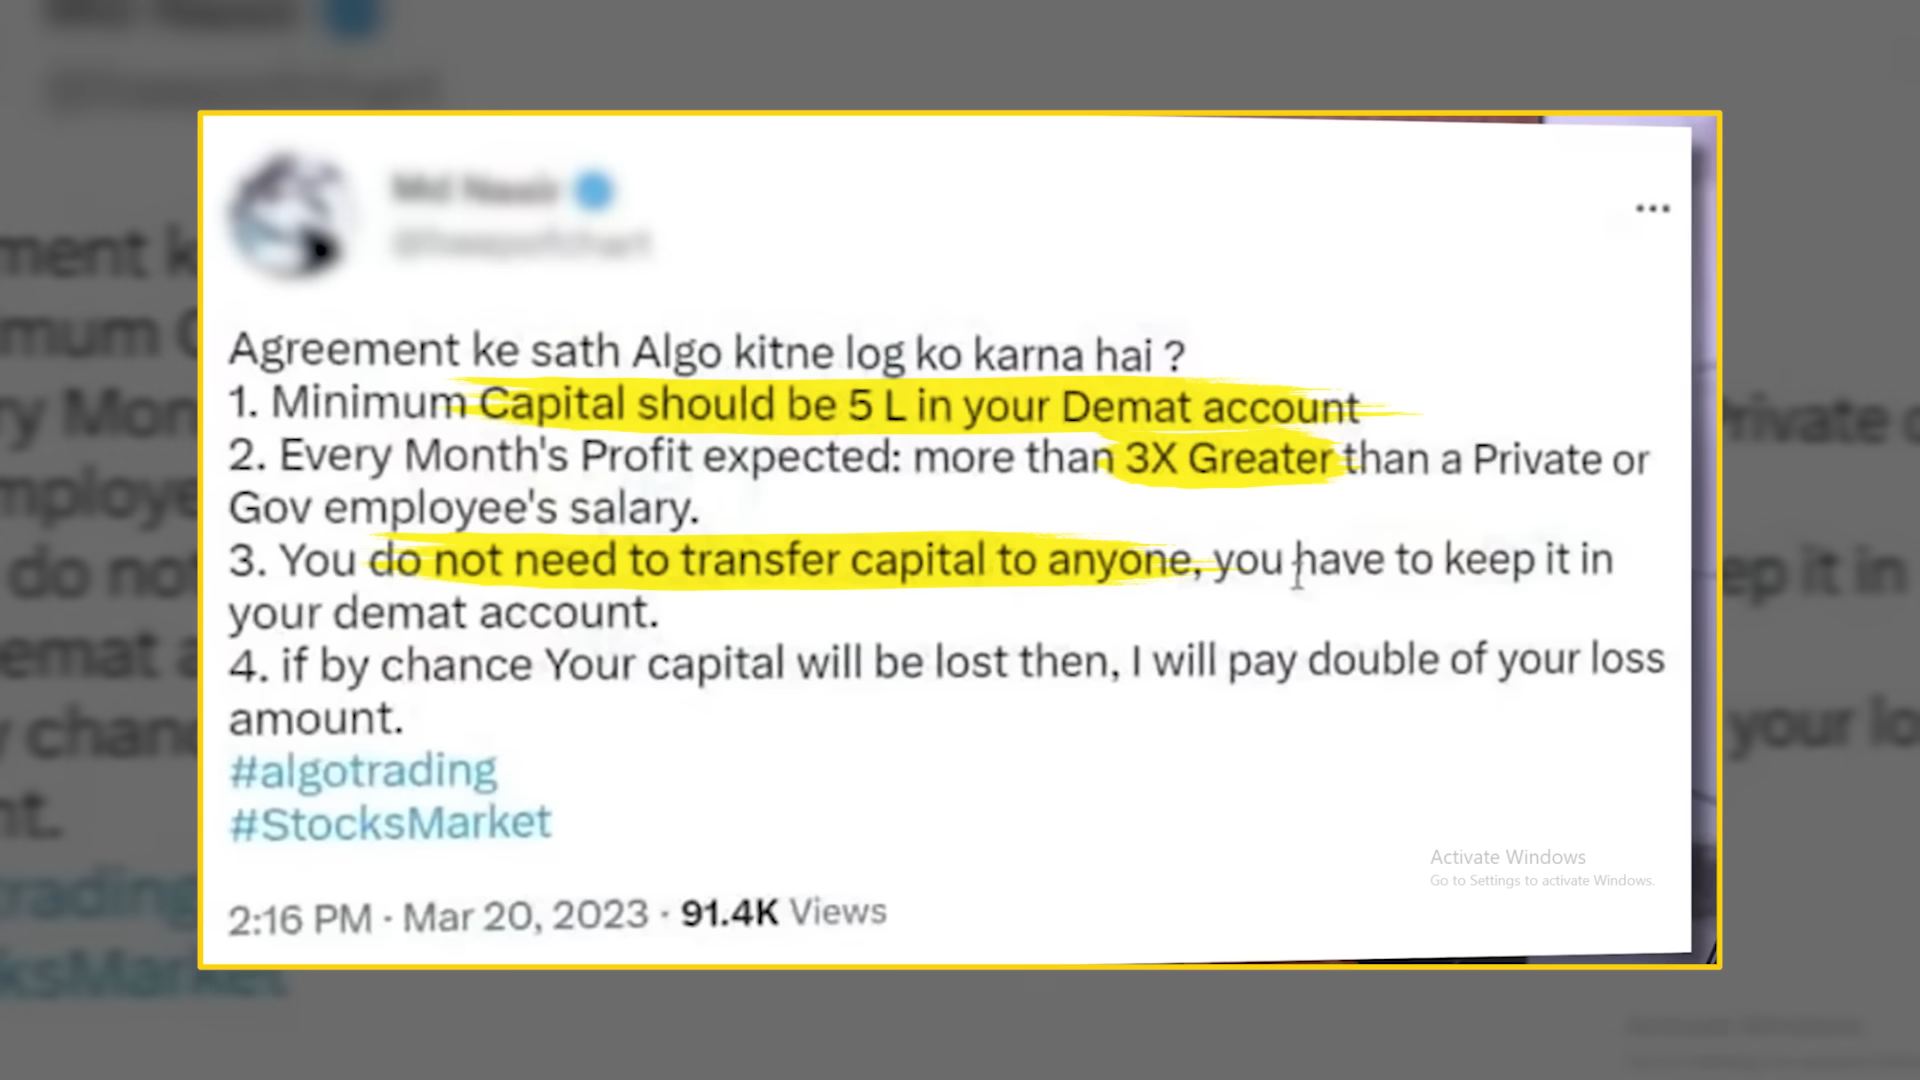 Agreement ke sath Algo kitne log ko karna hai ?
1. Minimum Capital should be 5 L in your Demat account
2. Every Month's Profit expected: more than 3X Greater than a Private or
Gov employee's salary.
3. You do not need to transfer capital to anyone, you have to keep it in
your demat account.
4. if by chance Your capital will be lost then, I will pay double of your loss
amount.
#algotrading
#StocksMarket
Activate Windows
Go to Settings to activate Windows.
2:16 PM · Mar 20, 2023 · 91.4K Views